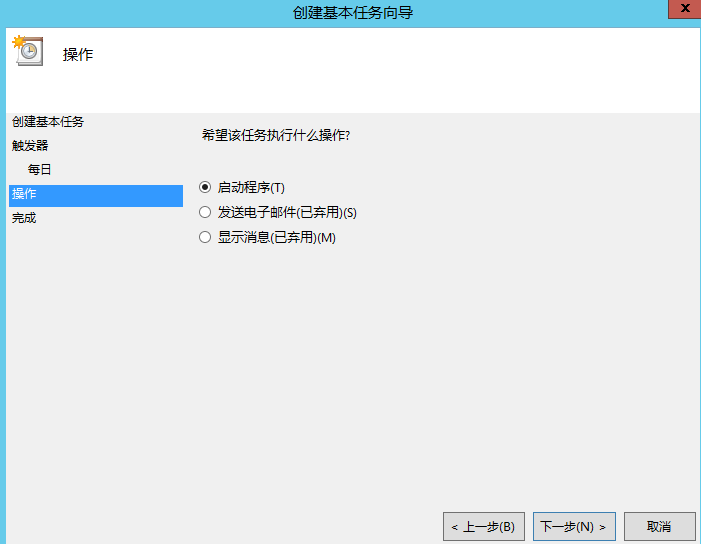 创建基本任务向导
x
操作
创建基本任务
触发器
每日
操作
完成
希望该任务执行什么操作?
启动程序(T)
发送电子邮件(已弃用)(S)
显示消息(已弃用)(M)
< 上一步(B)
下一步(N) >
取消